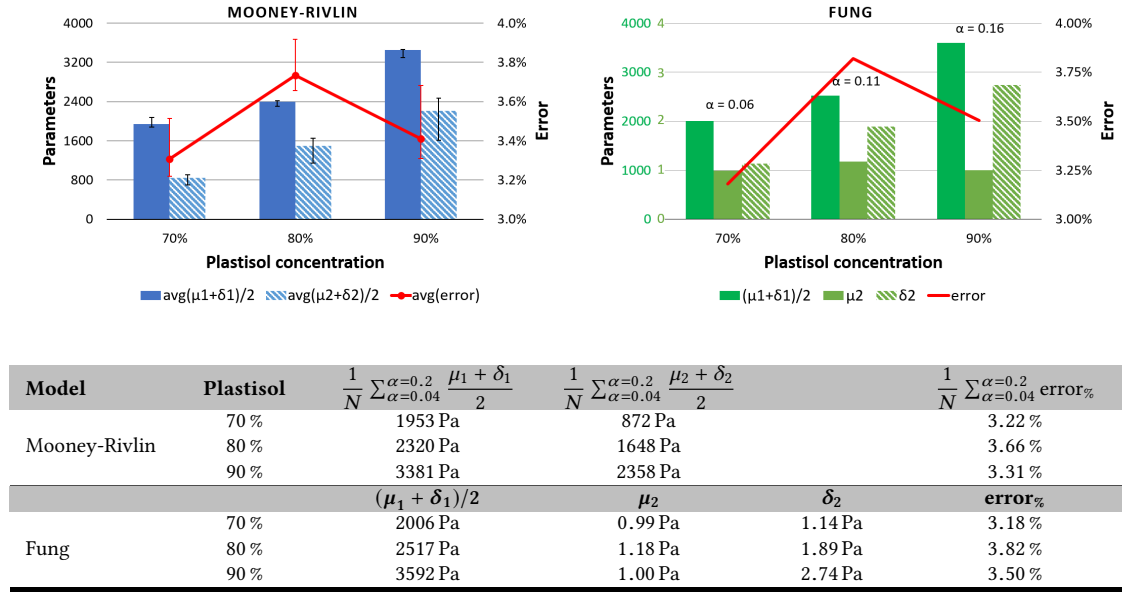 MOONEY-RIVLIN
4000
3200
2400
1600
800
0
Parameters
4.0%
3.8%
3.6%
3.4%
3.2%
3.0%
Error
70% 80% 90%
Plastisol concentration
avg(μ1+δ1)/2 avg(μ2+δ2)/2 avg(error)
FUNG
4000 4
3000 3
2000 2
1000 1
0 0
Parameters
α = 0.06
α = 0.11
α = 0.16
4.00%
3.75%
3.50%
3.25%
3.00%
Error
70% 80% 90%
Plastisol concentration
(μ1+δ1)/2 μ2 δ2 error
Model Plastisol 1/N ∑_{α=0.04}^{α=0.2} (μ₁ + δ₁)/2 1/N ∑_{α=0.04}^{α=0.2} (μ₂ + δ₂)/2 1/N ∑_{α=0.04}^{α=0.2} error%
70 % 1953 Pa 872 Pa 3.22 %
Mooney-Rivlin 80 % 2320 Pa 1648 Pa 3.66 %
90 % 3381 Pa 2358 Pa 3.31 %
(μ₁ + δ₁)/2 μ₂ δ₂ error%
70 % 2006 Pa 0.99 Pa 1.14 Pa 3.18 %
Fung 80 % 2517 Pa 1.18 Pa 1.89 Pa 3.82 %
90 % 3592 Pa 1.00 Pa 2.74 Pa 3.50 %